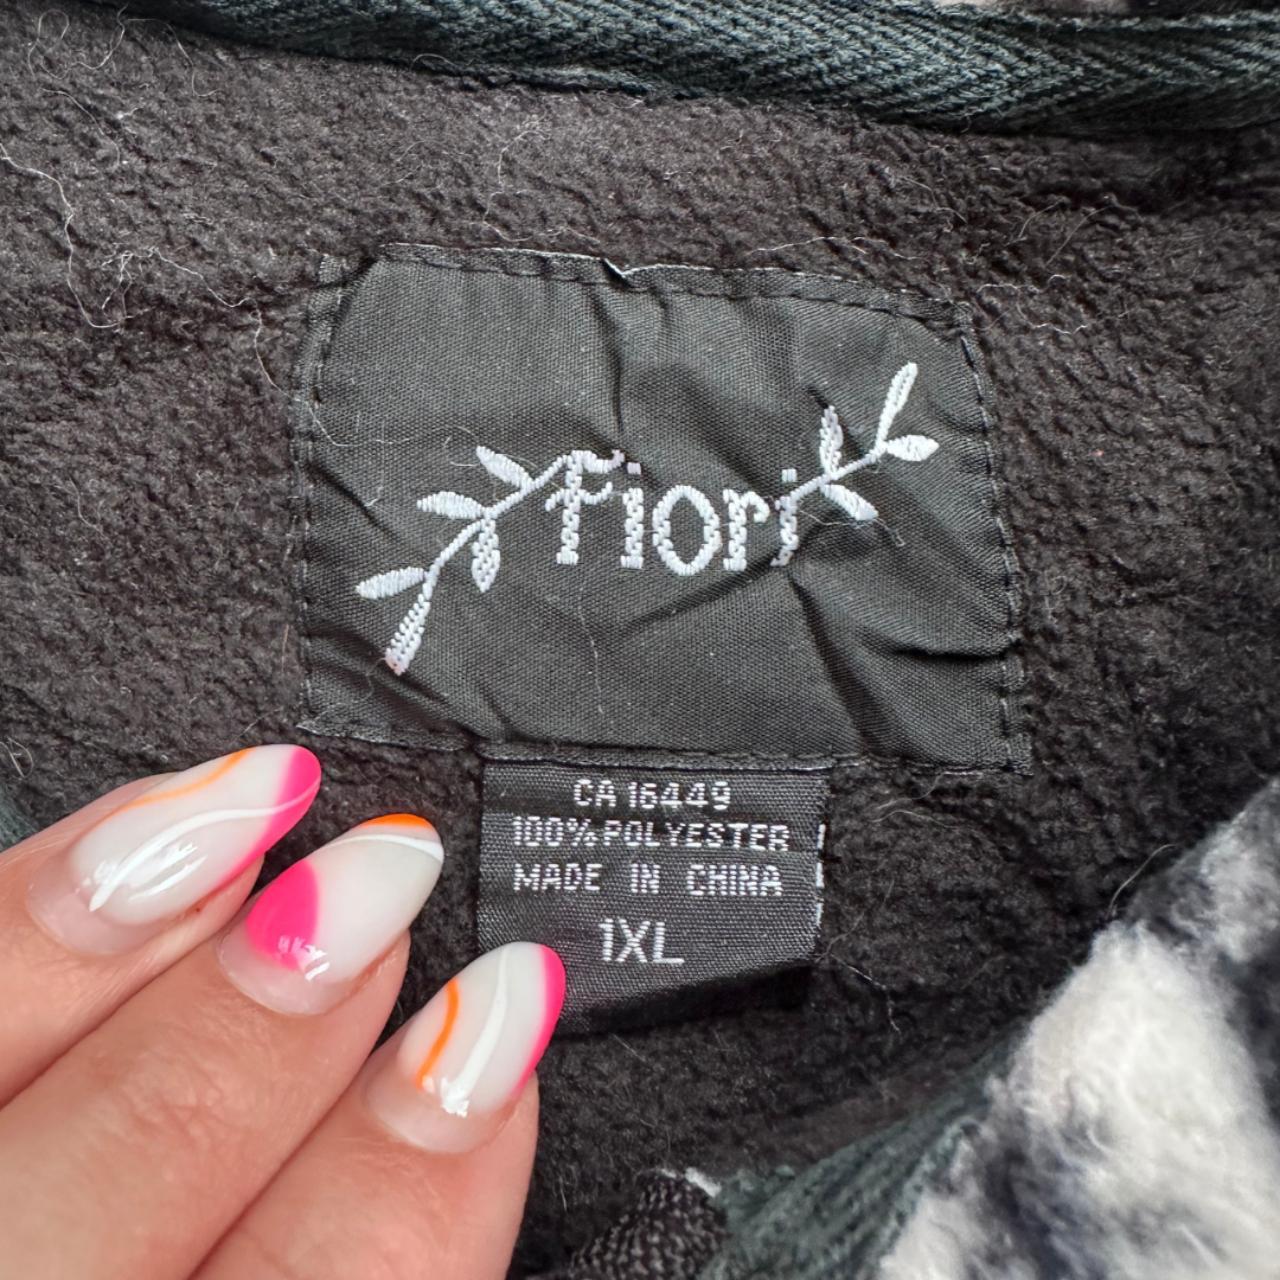 Fiori
CA 16449
100% POLYESTER
MADE IN CHINA
1XL